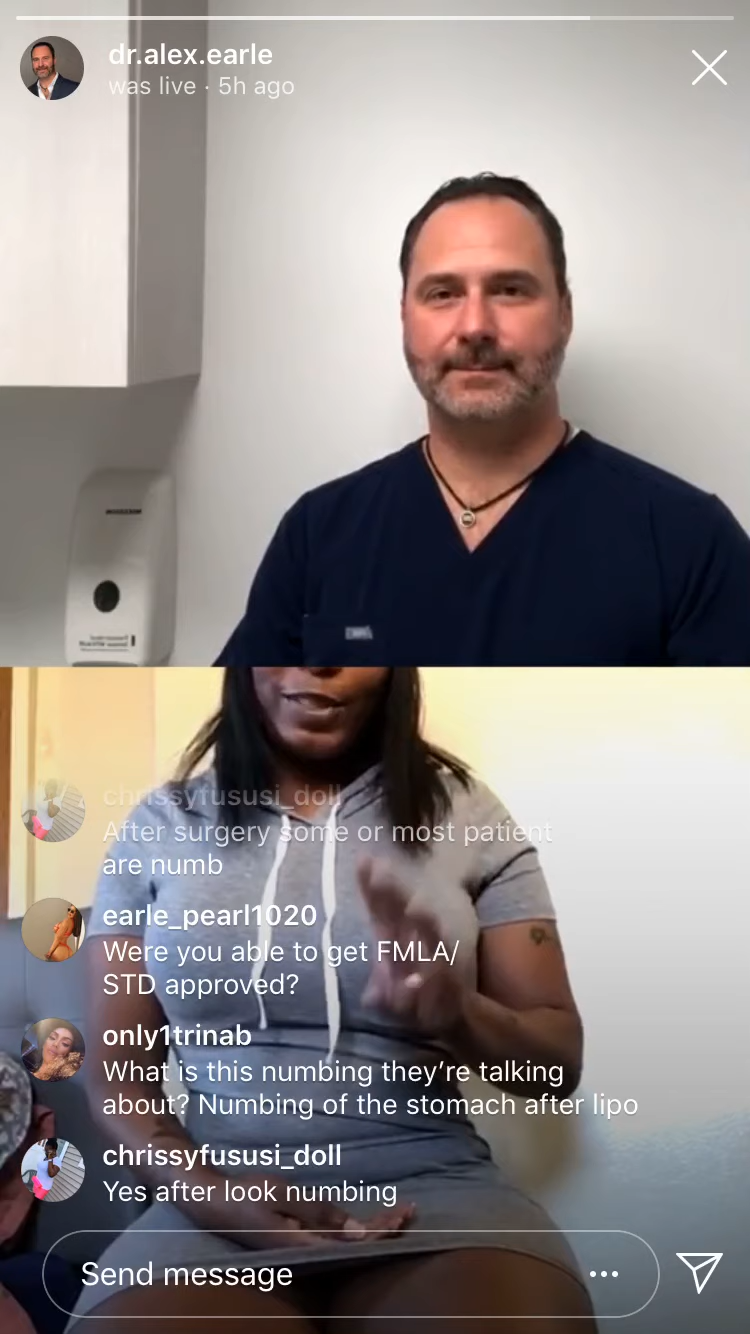 dr.alex.earle
was live · 5h ago
chrissyfususi_doll
After surgery some or most patient
are numb
earle_pearl1020
Were you able to get FMLA/
STD approved?
only1trinab
What is this numbing they’re talking
about? Numbing of the stomach after lipo
chrissyfususi_doll
Yes after look numbing
Send message